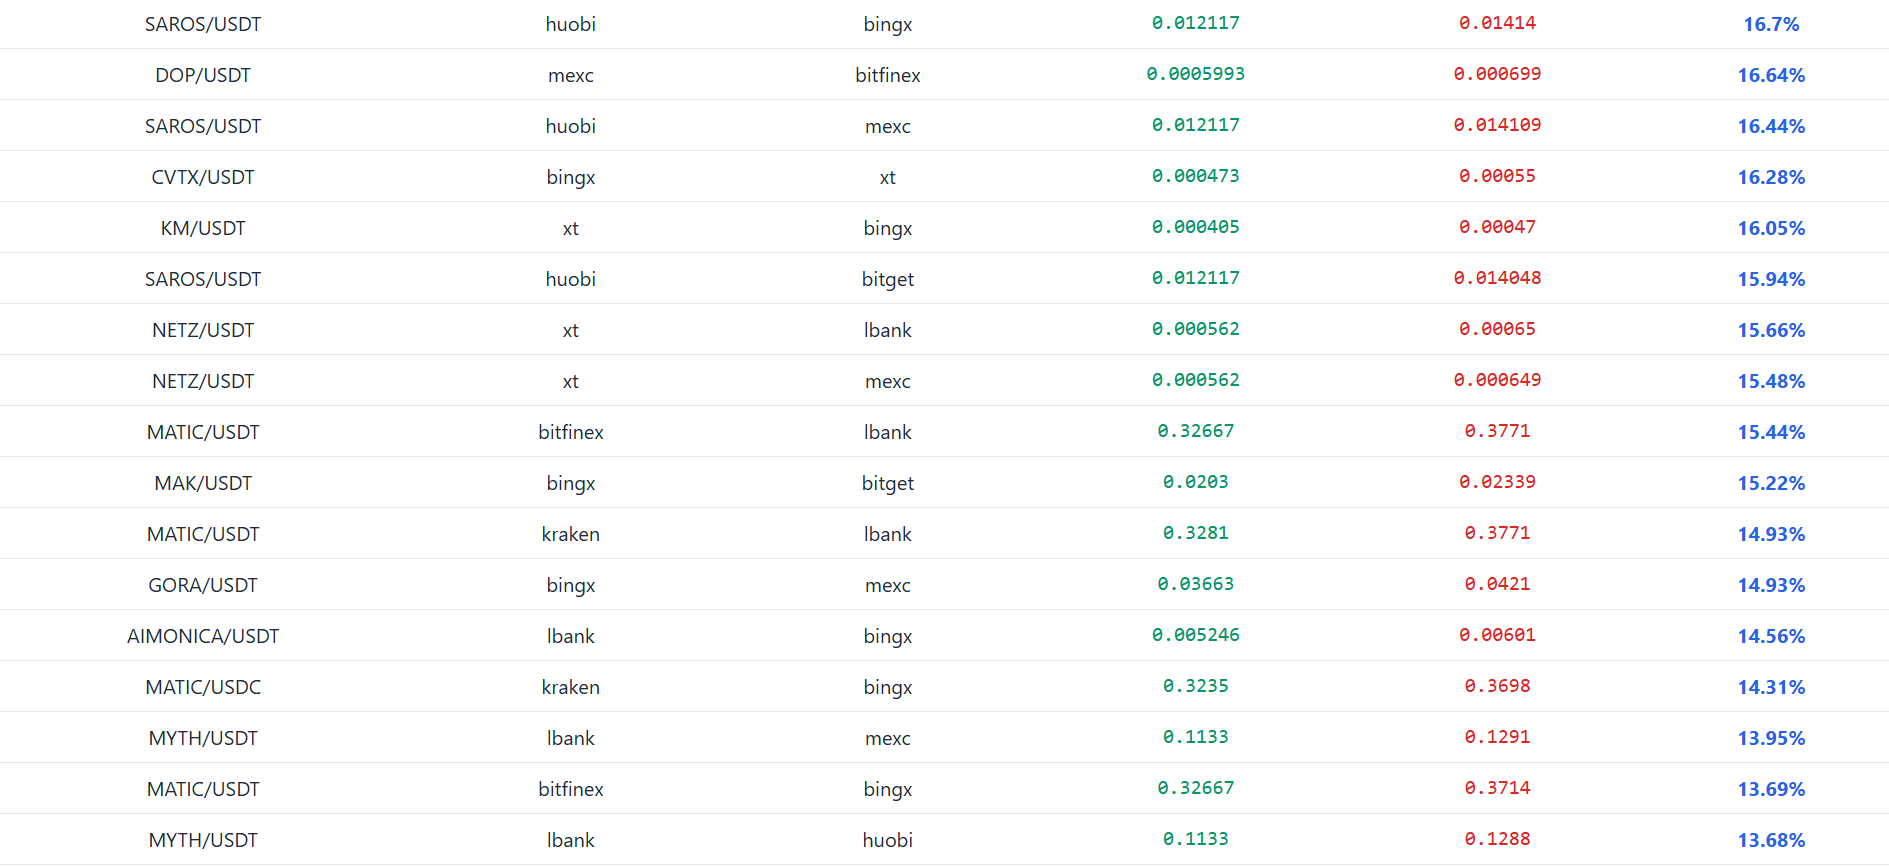 SAROS/USDT huobi bingx 0.012117 0.01414 16.7%
DOP/USDT mexc bitfinex 0.0005993 0.000699 16.64%
SAROS/USDT huobi mexc 0.012117 0.014109 16.44%
CVTX/USDT bingx xt 0.000473 0.00055 16.28%
KM/USDT xt bingx 0.000405 0.00047 16.05%
SAROS/USDT huobi bitget 0.012117 0.014048 15.94%
NETZ/USDT xt lbank 0.000562 0.00065 15.66%
NETZ/USDT xt mexc 0.000562 0.000649 15.48%
MATIC/USDT bitfinex lbank 0.32667 0.3771 15.44%
MAK/USDT bingx bitget 0.0203 0.02339 15.22%
MATIC/USDT kraken lbank 0.3281 0.3771 14.93%
GORA/USDT bingx mexc 0.03663 0.0421 14.93%
AIMONICA/USDT lbank bingx 0.005246 0.00601 14.56%
MATIC/USDC kraken bingx 0.3235 0.3698 14.31%
MYTH/USDT lbank mexc 0.1133 0.1291 13.95%
MATIC/USDT bitfinex bingx 0.32667 0.3714 13.69%
MYTH/USDT lbank huobi 0.1133 0.1288 13.68%